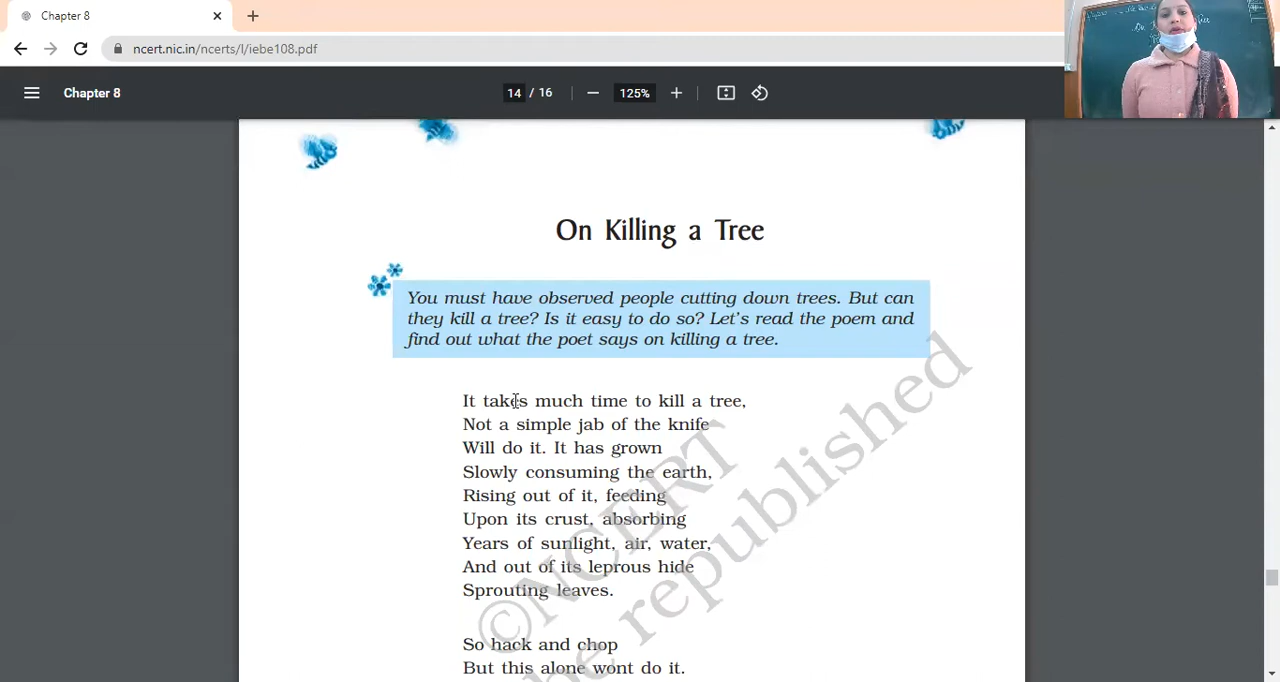 Chapter 8
ncert.nic.in/ncerts/l/iebe108.pdf
Chapter 8
14 / 16
125%
On Killing a Tree
You must have observed people cutting down trees. But can
they kill a tree? Is it easy to do so? Let's read the poem and
find out what the poet says on killing a tree.
It takes much time to kill a tree,
Not a simple jab of the knife
Will do it. It has grown
Slowly consuming the earth,
Rising out of it, feeding
Upon its crust, absorbing
Years of sunlight, air, water,
And out of its leprous hide
Sprouting leaves.
So hack and chop
But this alone wont do it.
©NCERT
be republished